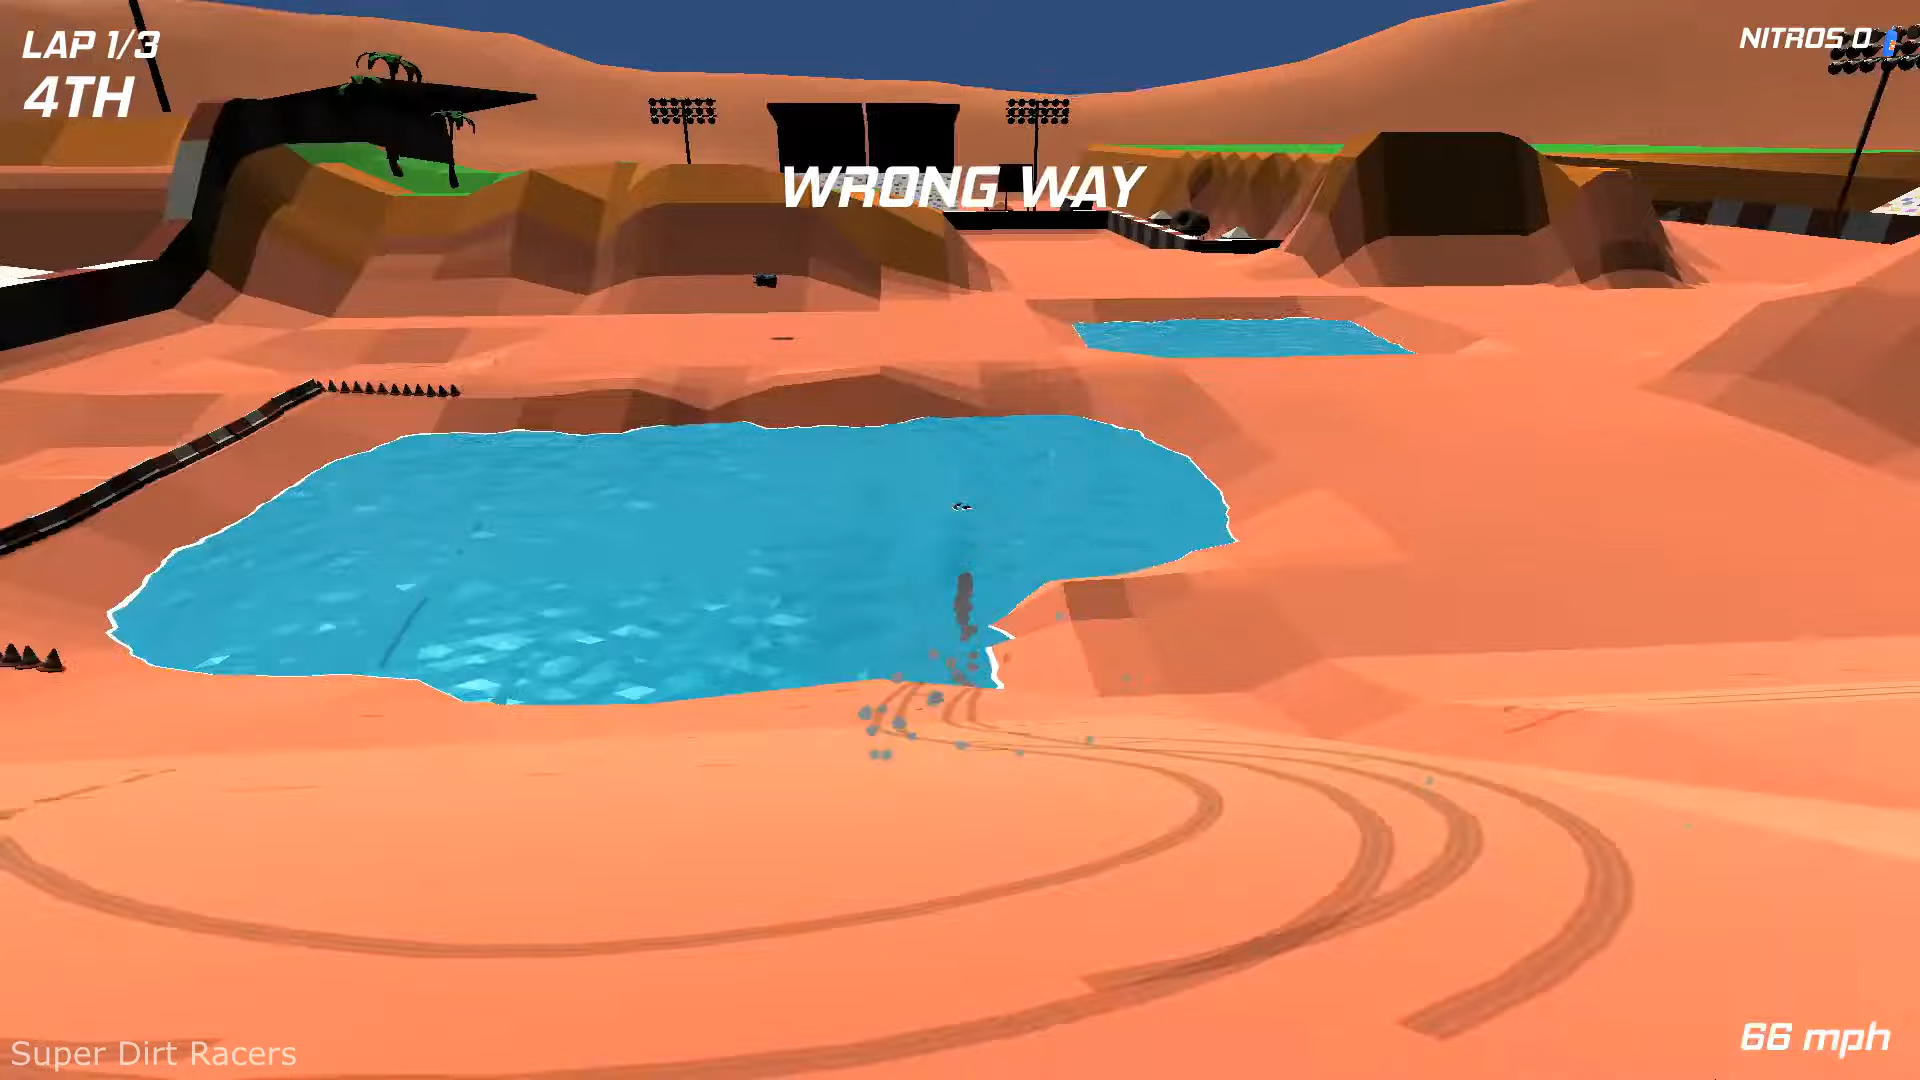 LAP 1/3
4TH
NITROS 0
WRONG WAY
Super Dirt Racers
66 mph